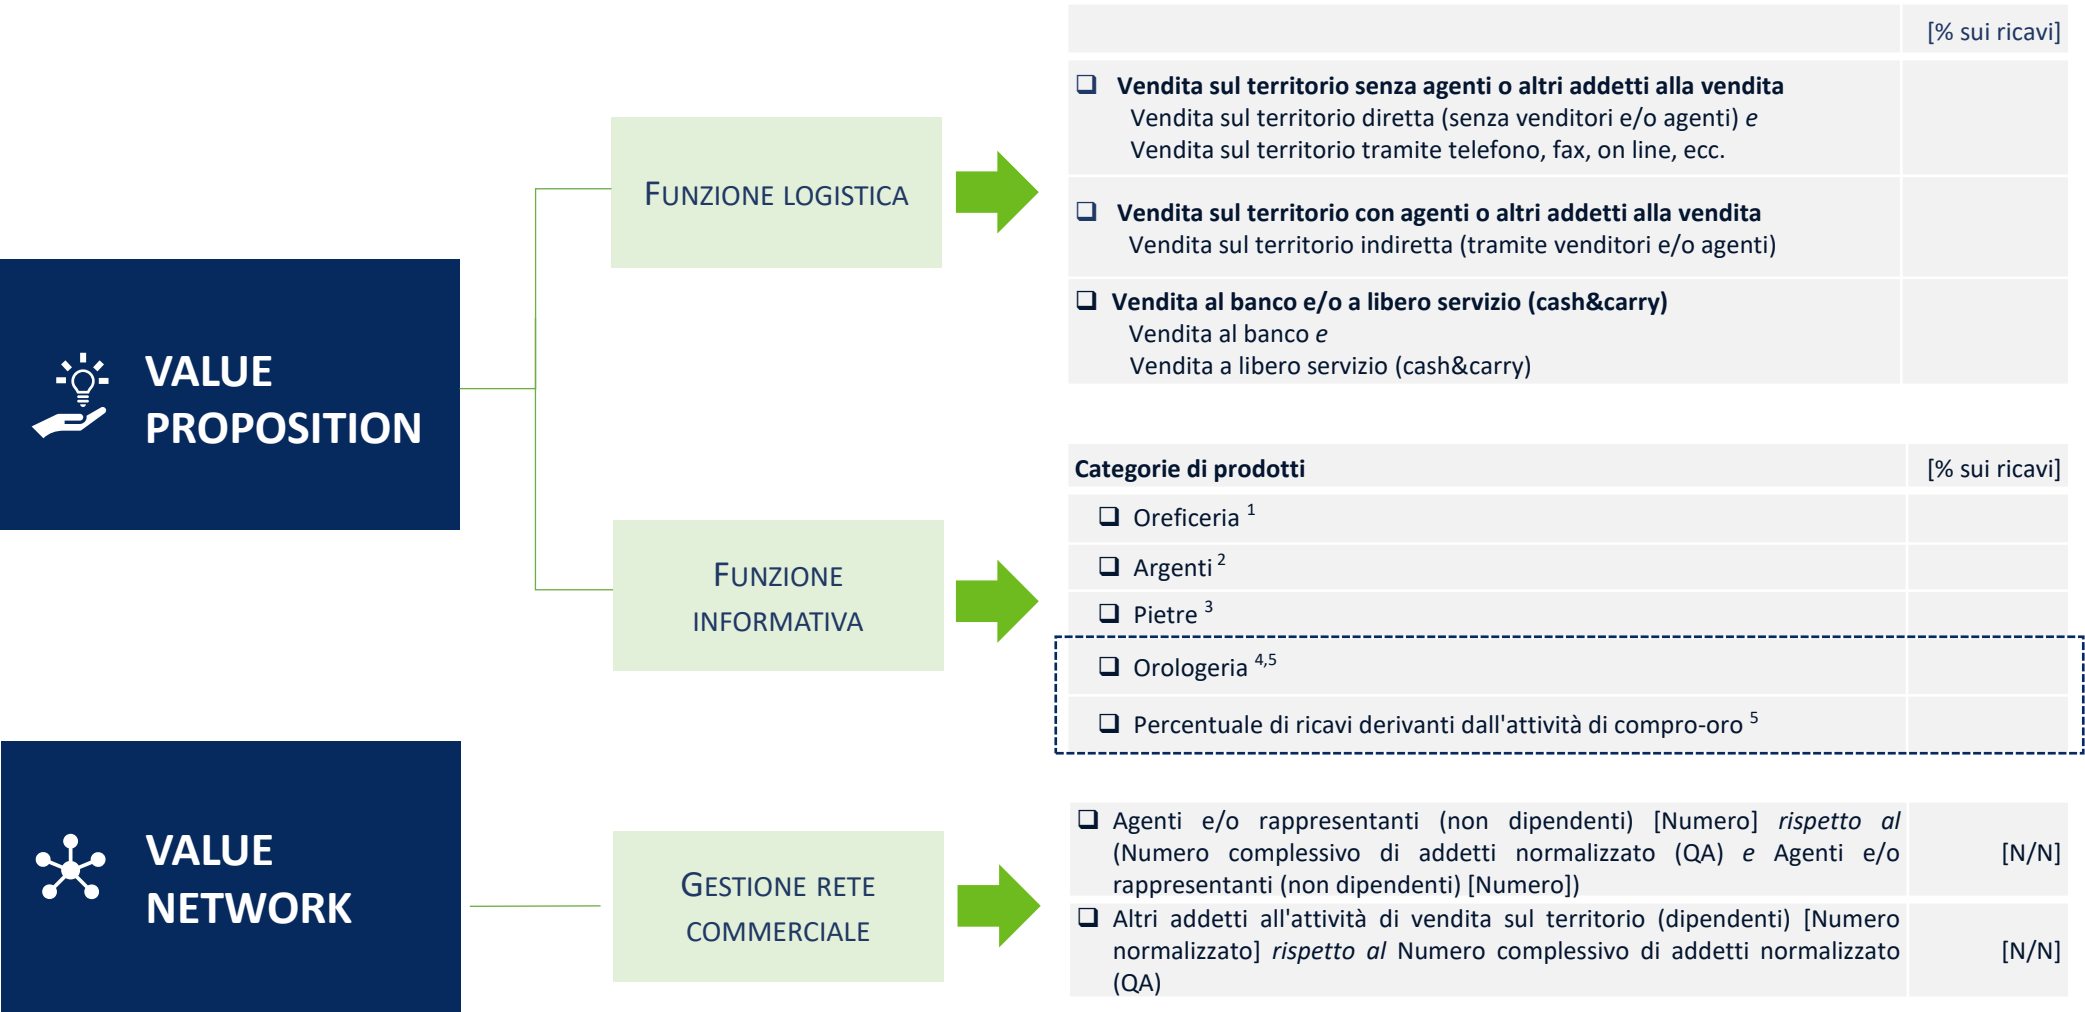 VALUE
PROPOSITION
FUNZIONE LOGISTICA
[% sui ricavi]
Vendita sul territorio senza agenti o altri addetti alla vendita
Vendita sul territorio diretta (senza venditori e/o agenti) e
Vendita sul territorio tramite telefono, fax, on line, ecc.
Vendita sul territorio con agenti o altri addetti alla vendita
Vendita sul territorio indiretta (tramite venditori e/o agenti)
Vendita al banco e/o a libero servizio (cash&carry)
Vendita al banco e
Vendita a libero servizio (cash&carry)
FUNZIONE
INFORMATIVA
Categorie di prodotti [% sui ricavi]
Oreficeria 1
Argenti 2
Pietre 3
Orologeria 4,5
Percentuale di ricavi derivanti dall'attività di compro-oro 5
VALUE
NETWORK
GESTIONE RETE
COMMERCIALE
Agenti e/o rappresentanti (non dipendenti) [Numero] rispetto al
(Numero complessivo di addetti normalizzato (QA) e Agenti e/o
rappresentanti (non dipendenti) [Numero])
[N/N]
Altri addetti all'attività di vendita sul territorio (dipendenti) [Numero
normalizzato] rispetto al Numero complessivo di addetti normalizzato
(QA)
[N/N]